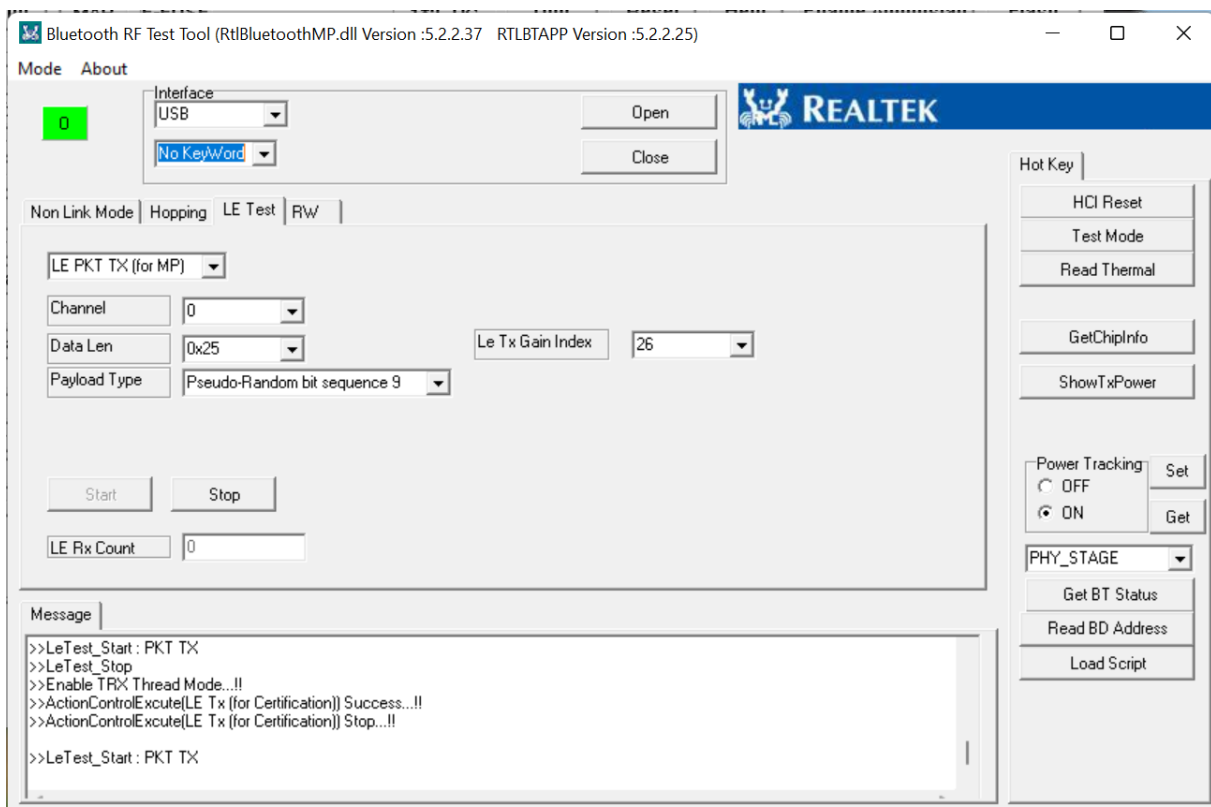 Bluetooth RF Test Tool (RtlBluetoothMP.dll Version :5.2.2.37 RTLBTAPP Version :5.2.2.25)
Mode About
0
Interface
USB
No KeyWord
Open
Close
REALTEK
Non Link Mode Hopping LE Test RW
LE PKT TX (for MP)
Channel 0
Data Len 0x25
Le Tx Gain Index 26
Payload Type Pseudo-Random bit sequence 9
Start Stop
LE Rx Count 0
Hot Key
HCI Reset
Test Mode
Read Thermal
GetChipInfo
ShowTxPower
Power Tracking
OFF
ON
Set
Get
PHY_STAGE
Get BT Status
Read BD Address
Load Script
Message
>>LeTest_Start : PKT TX
>>LeTest_Stop
>>Enable TRX Thread Mode...!!
>>ActionControlExcute(LE Tx (for Certification)) Success...!!
>>ActionControlExcute(LE Tx (for Certification)) Stop...!!
>>LeTest_Start : PKT TX